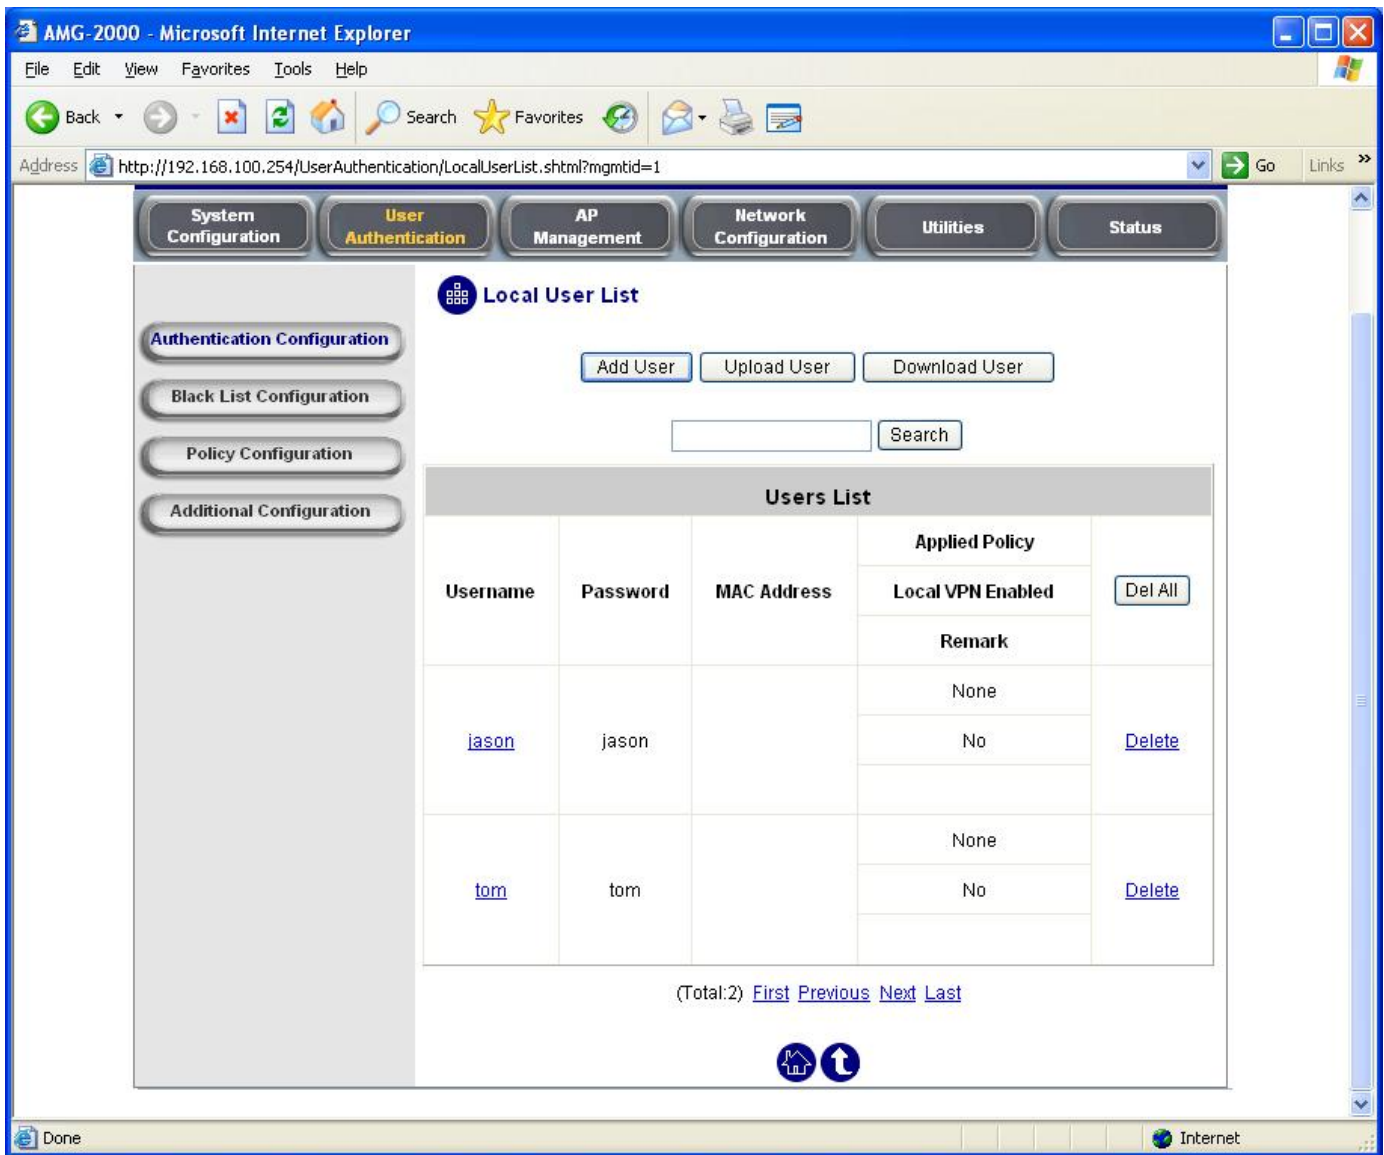 AMG-2000 - Microsoft Internet Explorer
File Edit View Favorites Tools Help
Back Search Favorites
Address http://192.168.100.254/UserAuthentication/LocalUserList.shtml?mgmtid=1 Go Links »
System Configuration
User Authentication
AP Management
Network Configuration
Utilities
Status
Authentication Configuration
Black List Configuration
Policy Configuration
Additional Configuration
Local User List
Add User Upload User Download User
Search
Users List
Username Password MAC Address Applied Policy Del All
Local VPN Enabled
Remark
jason jason None Delete
No
tom tom None Delete
No
(Total:2) First Previous Next Last
Done Internet